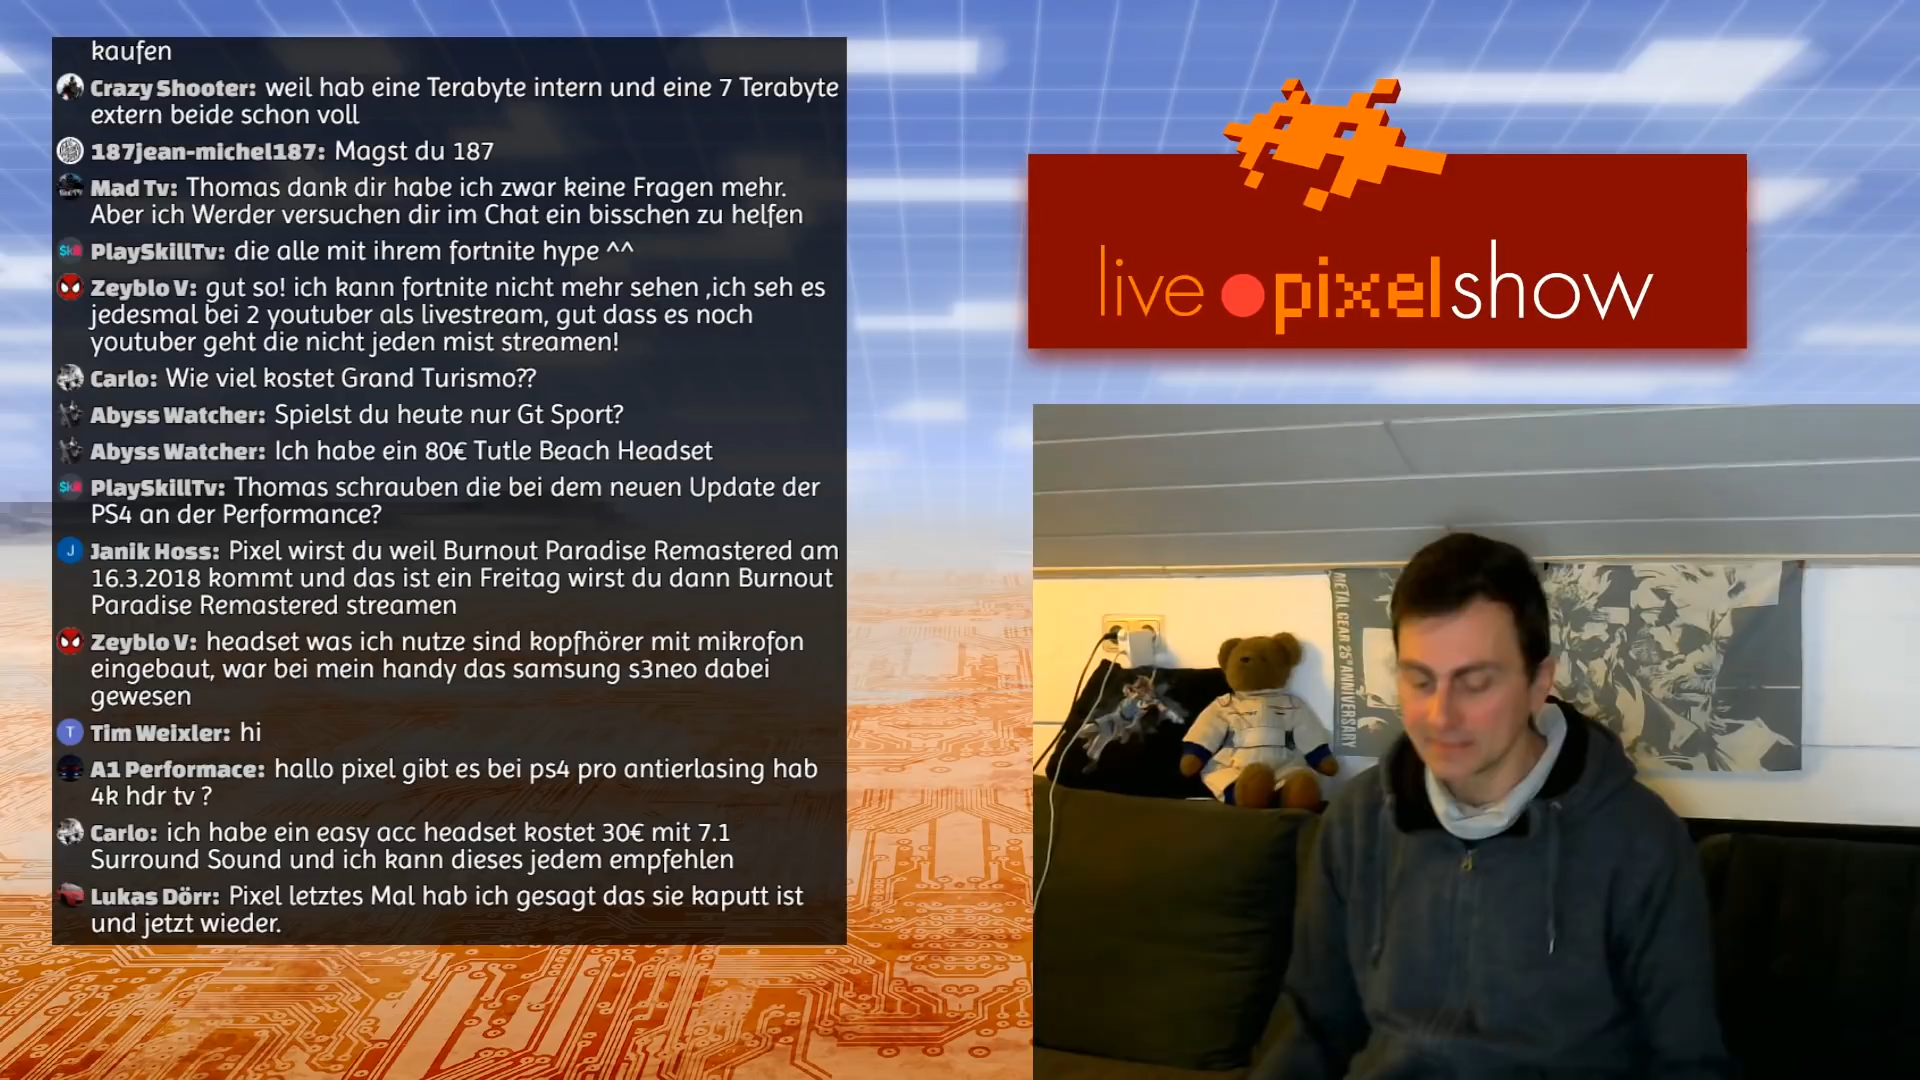 kaufen
Crazy Shooter: weil hab eine Terabyte intern und eine 7 Terabyte
extern beide schon voll
187jean-michel187: Magst du 187
Mad Tv: Thomas dank dir habe ich zwar keine Fragen mehr.
Aber ich Werder versuchen dir im Chat ein bisschen zu helfen
PlaySkillTv: die alle mit ihrem fortnite hype ^^
Zeyblo V: gut so! ich kann fortnite nicht mehr sehen ,ich seh es
jedesmal bei 2 youtuber als livestream, gut dass es noch
youtuber geht die nicht jeden mist streamen!
Carlo: Wie viel kostet Grand Turismo??
Abyss Watcher: Spielst du heute nur Gt Sport?
Abyss Watcher: Ich habe ein 80€ Tutle Beach Headset
PlaySkillTv: Thomas schrauben die bei dem neuen Update der
PS4 an der Performance?
Janik Hoss: Pixel wirst du weil Burnout Paradise Remastered am
16.3.2018 kommt und das ist ein Freitag wirst du dann Burnout
Paradise Remastered streamen
Zeyblo V: headset was ich nutze sind kopfhörer mit mikrofon
eingebaut, war bei mein handy das samsung s3neo dabei
gewesen
Tim Weixler: hi
A1 Performace: hallo pixel gibt es bei ps4 pro antierlasing hab
4k hdr tv ?
Carlo: ich habe ein easy acc headset kostet 30€ mit 7.1
Surround Sound und ich kann dieses jedem empfehlen
Lukas Dörr: Pixel letztes Mal hab ich gesagt das sie kaputt ist
und jetzt wieder.
live pixelshow
METAL GEAR 25th ANNIVERSARY